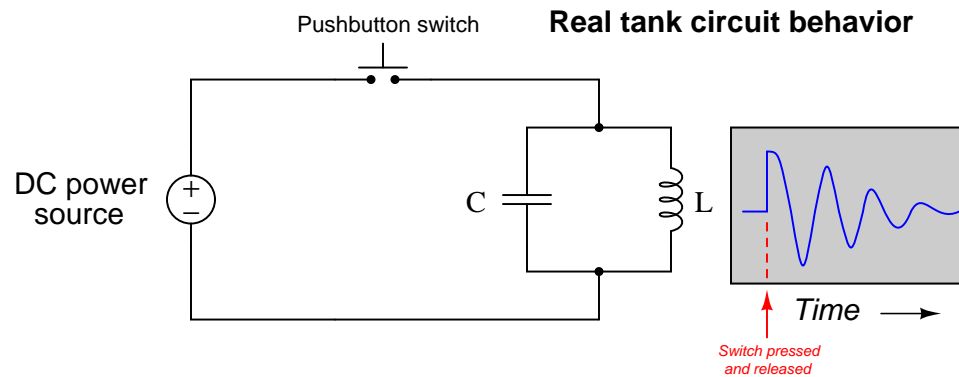 Real tank circuit behavior
Pushbutton switch
DC power
source
+
−
C
L
Time
Switch pressed
and released